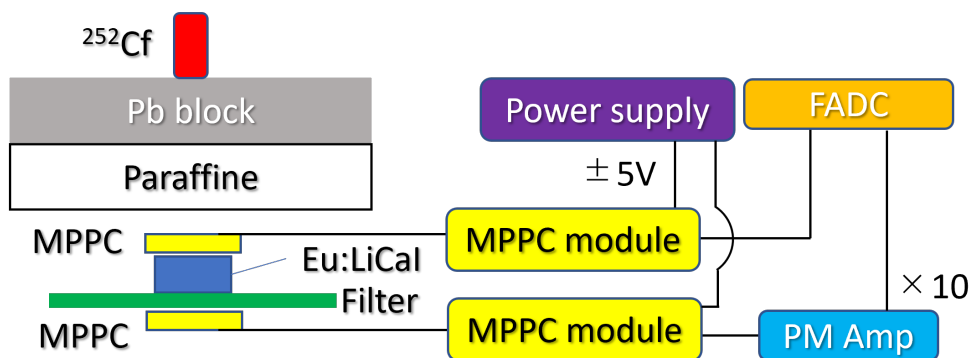 ²⁵²Cf
Pb block
Paraffine
Power supply
FADC
± 5V
MPPC
MPPC module
Eu:LiCaI
Filter
× 10
MPPC
MPPC module
PM Amp